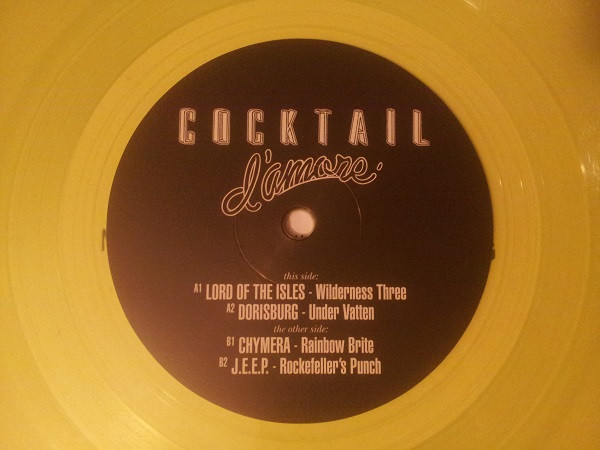 COCKTAIL
d'amore
this side:
A1 LORD OF THE ISLES - Wilderness Three
A2 DORISBURG - Under Vatten
the other side:
B1 CHYMERA - Rainbow Brite
B2 J.E.E.P. - Rockefeller's Punch